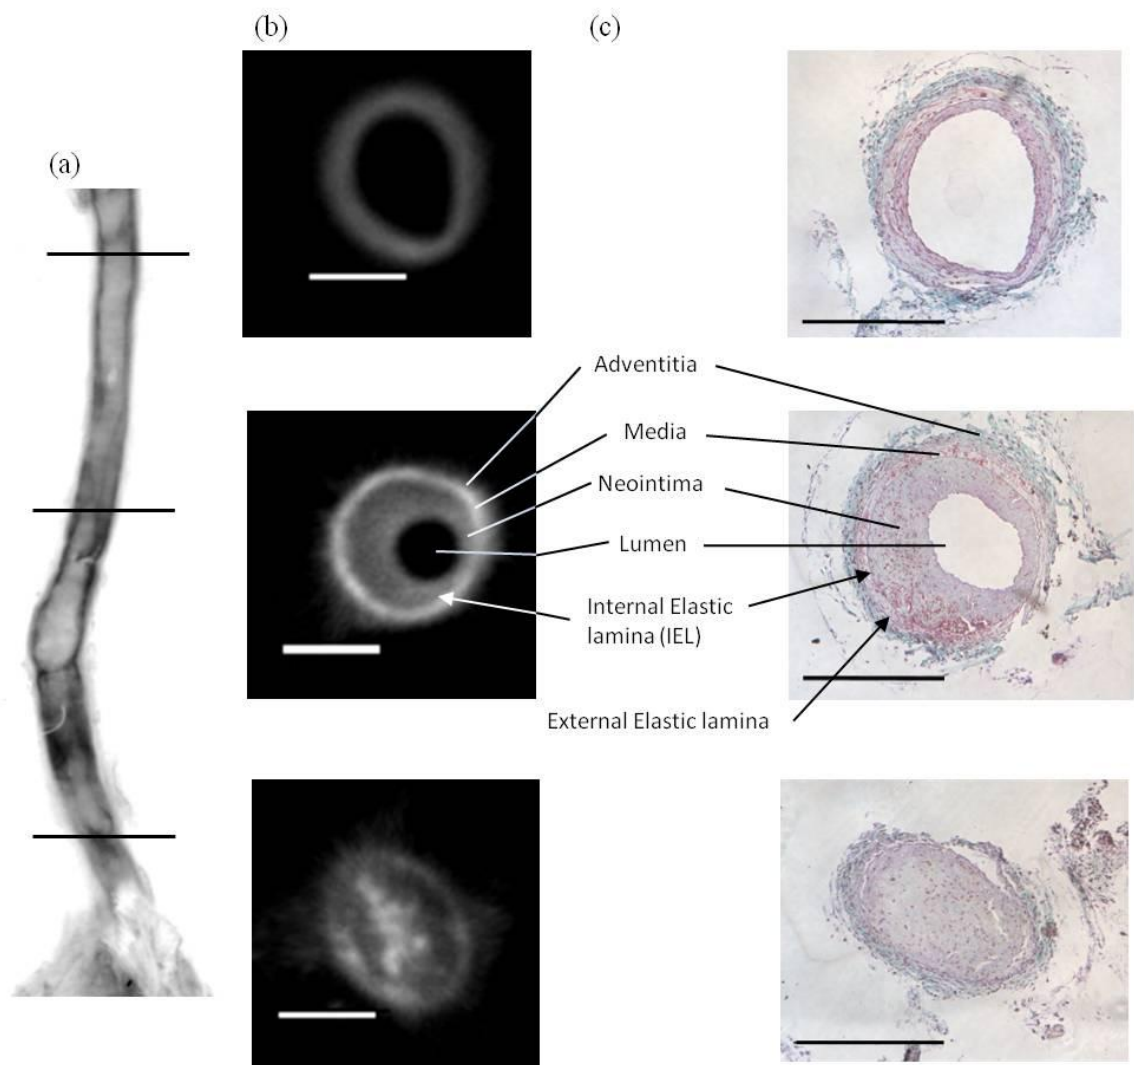 (b)
(c)
(a)
Adventitia
Media
Neointima
Lumen
Internal Elastic
lamina (IEL)
External Elastic lamina